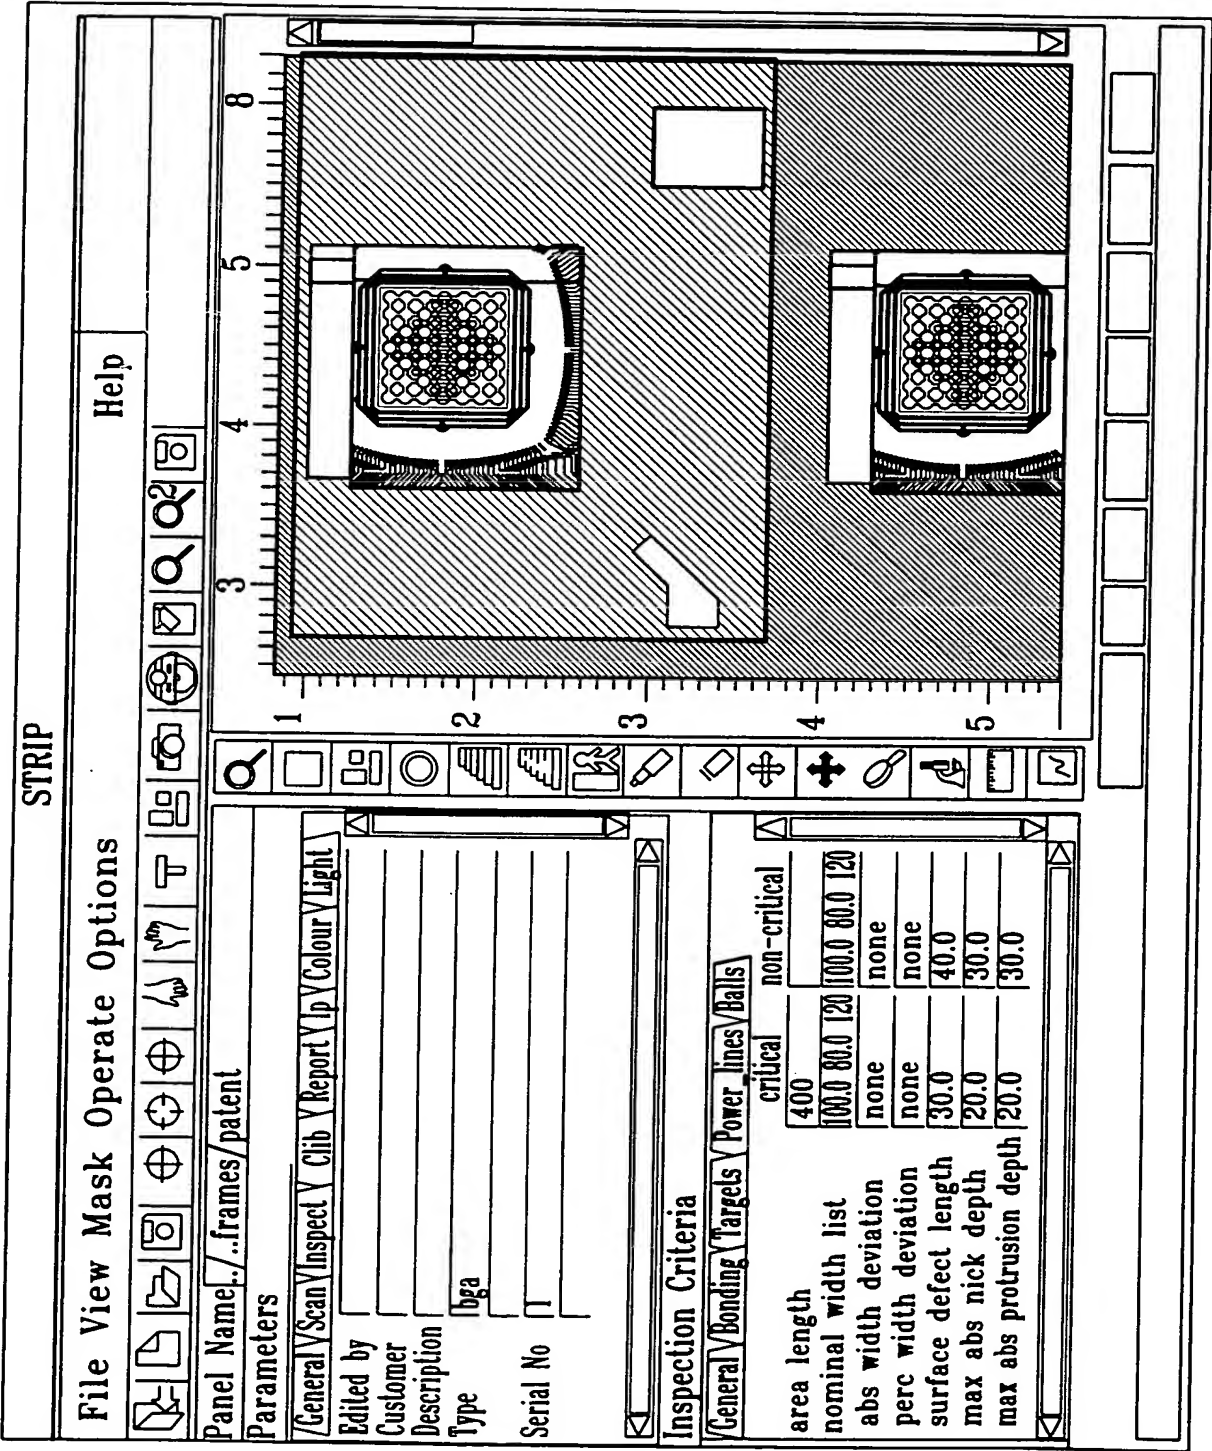 STRIP
File View Mask Operate Options Help
2
Panel Name ../..frames/patent
Parameters
General Scan Inspect Clib Report Ip Colour Light
Edited by
Customer
Description
Type bga
Serial No 1
Inspection Criteria
General Bonding Targets Power_lines Balls
critical non-critical
area length 400
nominal width list 100.0 80.0 120 100.0 80.0 120
abs width deviation none none
perc width deviation none none
surface defect length 30.0 40.0
max abs nick depth 20.0 30.0
max abs protrusion depth 20.0 30.0
3 4 5 8
1
2
3
4
5